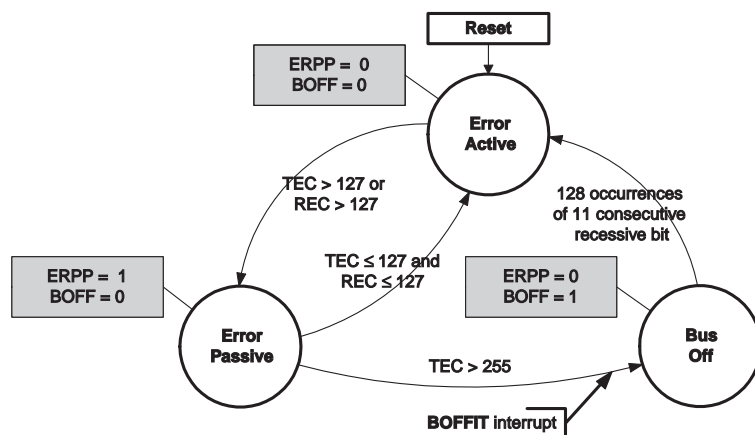 Reset
ERPP = 0
BOFF = 0
Error
Active
TEC > 127 or
REC > 127
128 occurrences
of 11 consecutive
recessive bit
TEC ≤ 127 and
REC ≤ 127
ERPP = 1
BOFF = 0
ERPP = 0
BOFF = 1
Error
Passive
Bus
Off
TEC > 255
BOFFIT interrupt